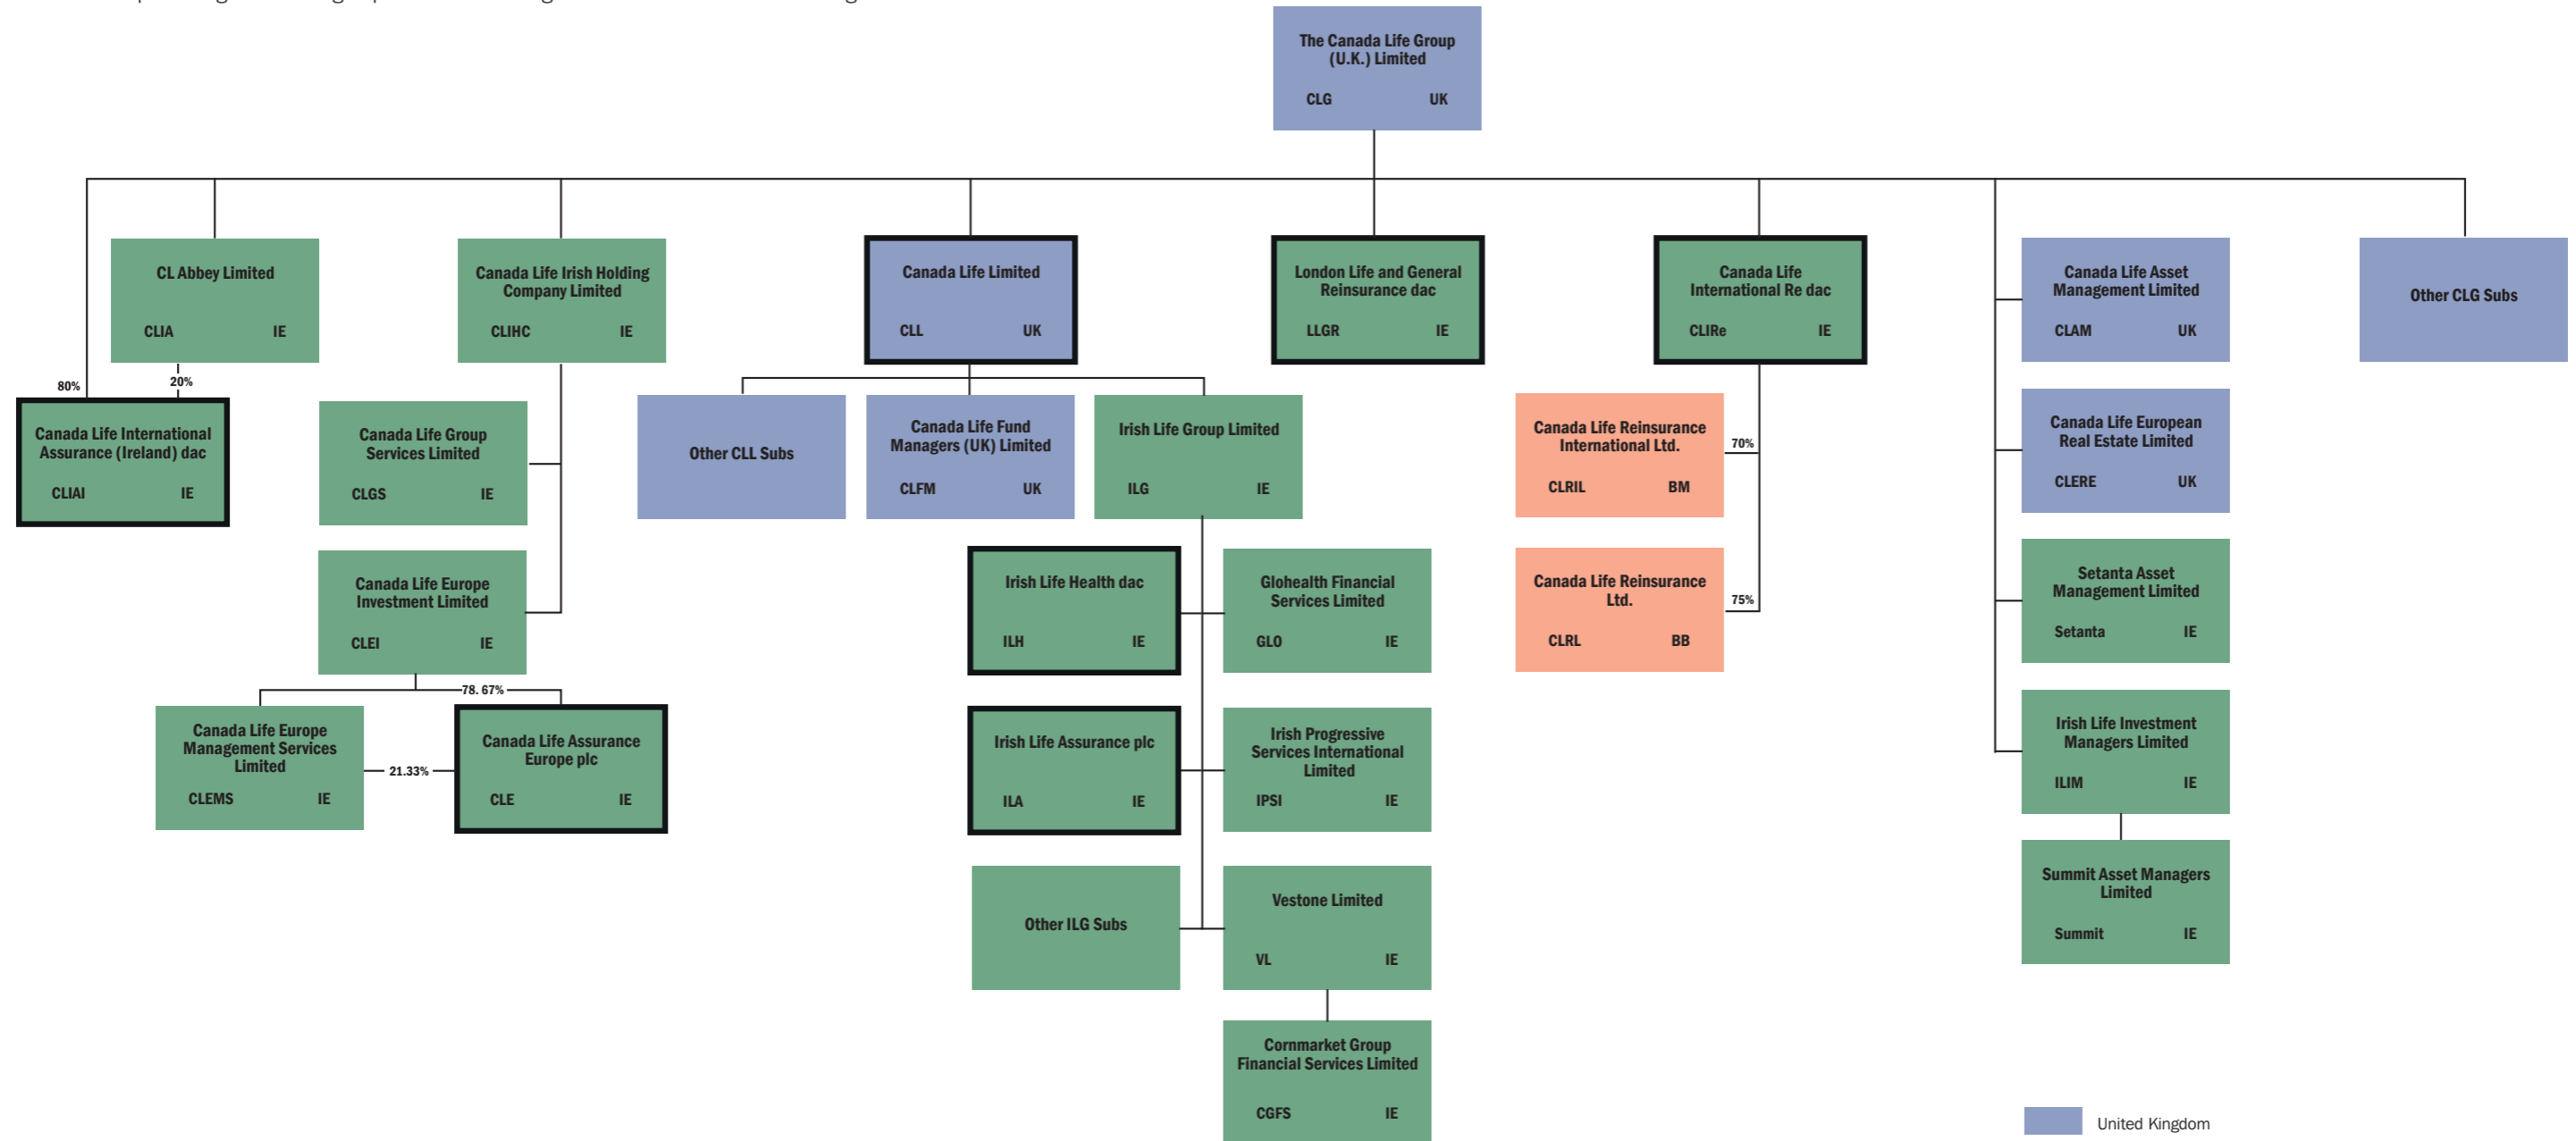 The Canada Life Group
(U.K.) Limited
CLG UK
CL Abbey Limited
CLIA IE
Canada Life Irish Holding
Company Limited
CLIHC IE
Canada Life Limited
CLL UK
London Life and General
Reinsurance dac
LLGR IE
Canada Life
International Re dac
CLIRe IE
Canada Life Asset
Management Limited
CLAM UK
Other CLG Subs
80%
20%
Canada Life International
Assurance (Ireland) dac
CLIAI IE
Canada Life Group
Services Limited
CLGS IE
Other CLL Subs
Canada Life Fund
Managers (UK) Limited
CLFM UK
Irish Life Group Limited
ILG IE
Canada Life Reinsurance
International Ltd.
CLRIL BM
70%
Canada Life European
Real Estate Limited
CLERE UK
Canada Life Europe
Investment Limited
CLEI IE
Irish Life Health dac
ILH IE
Glohealth Financial
Services Limited
GLO IE
Canada Life Reinsurance
Ltd.
CLRL BB
75%
Setanta Asset
Management Limited
Setanta IE
78. 67%
Canada Life Europe
Management Services
Limited
CLEMS IE
21.33%
Canada Life Assurance
Europe plc
CLE IE
Irish Life Assurance plc
ILA IE
Irish Progressive
Services International
Limited
IPSI IE
Irish Life Investment
Managers Limited
ILIM IE
Other ILG Subs
Vestone Limited
VL IE
Summit Asset Managers
Limited
Summit IE
Cornmarket Group
Financial Services Limited
CGFS IE
United Kingdom